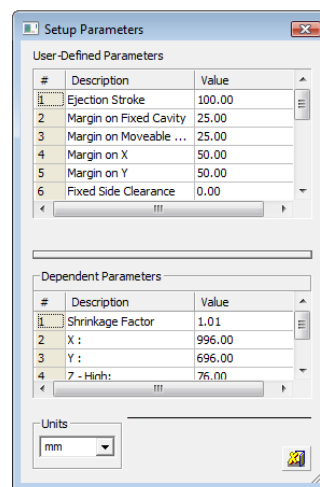 Setup Parameters
User-Defined Parameters
# Description Value
1 Ejection Stroke 100.00
2 Margin on Fixed Cavity 25.00
3 Margin on Moveable ... 25.00
4 Margin on X 50.00
5 Margin on Y 50.00
6 Fixed Side Clearance 0.00
Dependent Parameters
# Description Value
1 Shrinkage Factor 1.01
2 X : 996.00
3 Y : 696.00
4 Z - High: 76.00
Units
mm